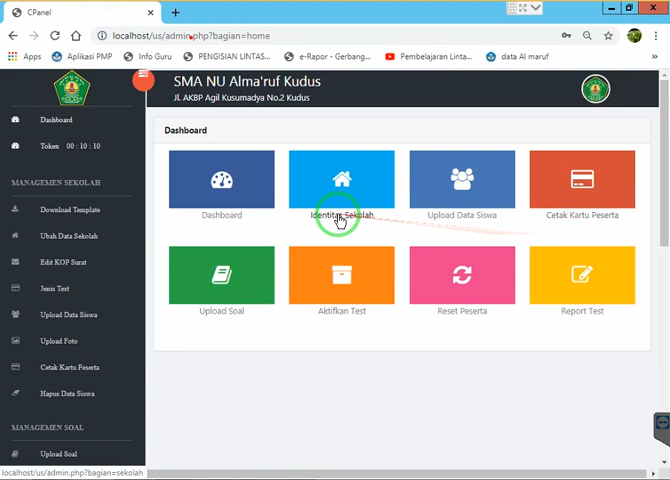 CPanel
localhost/us/admin.php?bagian=home
Apps
Aplikasi PMP
Info Guru
PENGISIAN LINTAS...
e-Rapor - Gerbang...
Pembelajaran Linta...
data Al maruf
SMA NU Alma'ruf Kudus
JL AKBP Agil Kusumadya No.2 Kudus
Dashboard
Token 00 : 10 : 10
MANAGEMEN SEKOLAH
Download Template
Ubah Data Sekolah
Edit KOP Surat
Jenis Test
Upload Data Siswa
Upload Foto
Cetak Kartu Peserta
Hapus Data Siswa
MANAGEMEN SOAL
Upload Soal
Dashboard
Dashboard
Identitas Sekolah
Upload Data Siswa
Cetak Kartu Peserta
Upload Soal
Aktifkan Test
Reset Peserta
Report Test
localhost/us/admin.php?bagian=sekolah